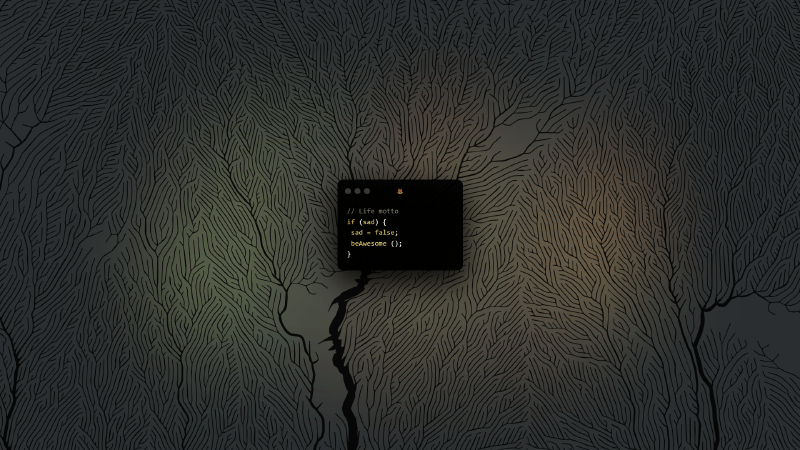 // Life motto
if (sad) {
sad = false;
beAwesome ();
}